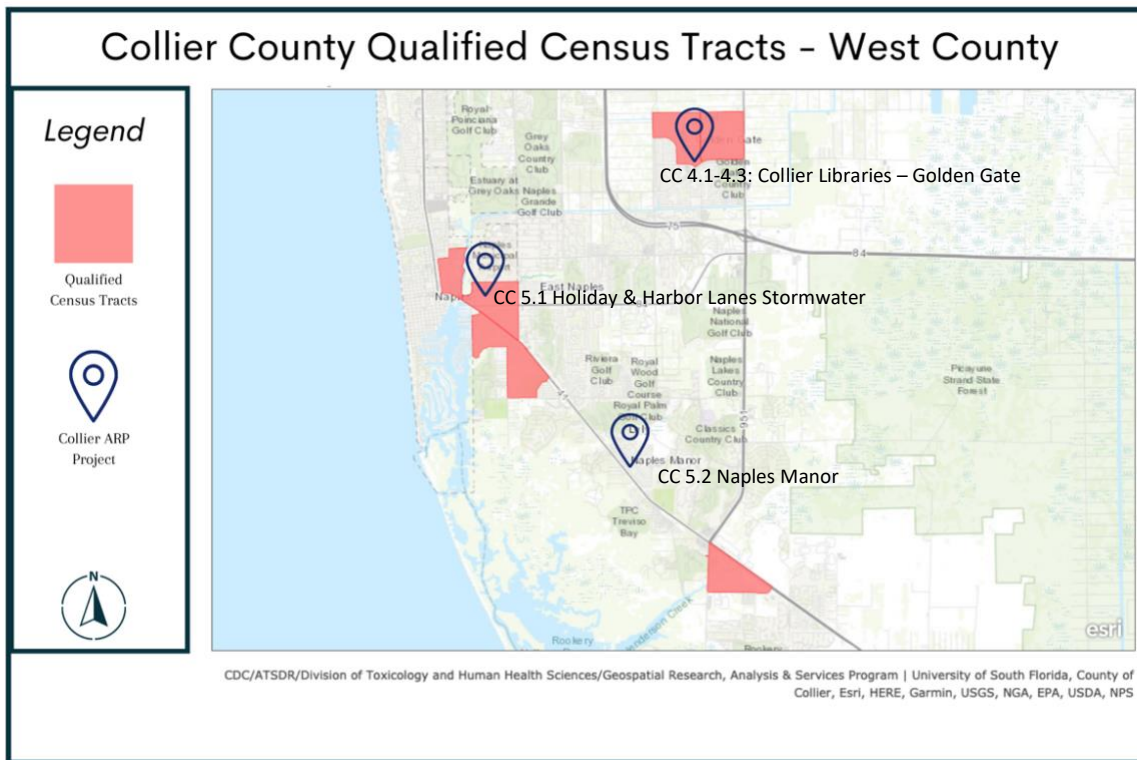 Collier County Qualified Census Tracts - West County
Legend
Qualified
Census Tracts
Collier ARP
Project
N
Royal
Poinciana
Golf Club
Grey
Oaks
Country
Club
Estuary at
Grey Oaks
Naples
Grande
Golf Club
Golden
Country
Club
CC 4.1-4.3: Collier Libraries – Golden Gate
75
84
Naples
East Naples
CC 5.1 Holiday & Harbor Lanes Stormwater
Naples
National
Golf Club
Riviera
Golf
Club
Royal
Wood
Golf
Course
Royal Palm
Naples
Lakes
Country
Club
Picayune
Strand State
Forest
41
951
Classics
Country Club
Naples Manor
CC 5.2 Naples Manor
TPC
Treviso
Bay
Rookery
Rookery
esri
CDC/ATSDR/Division of Toxicology and Human Health Sciences/Geospatial Research, Analysis & Services Program | University of South Florida, County of
Collier, Esri, HERE, Garmin, USGS, NGA, EPA, USDA, NPS